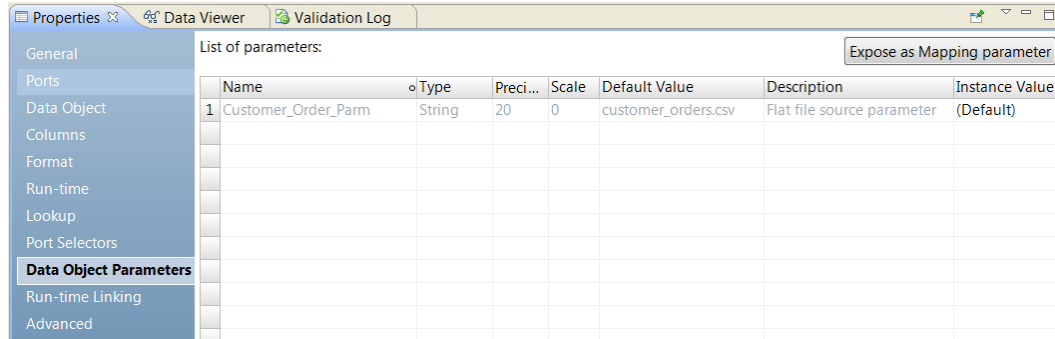 Properties Data Viewer Validation Log
List of parameters:
Expose as Mapping parameter
General
Ports
Data Object
Columns
Format
Run-time
Lookup
Port Selectors
Data Object Parameters
Run-time Linking
Advanced
Name Type Preci... Scale Default Value Description Instance Value
1 Customer_Order_Parm String 20 0 customer_orders.csv Flat file source parameter (Default)